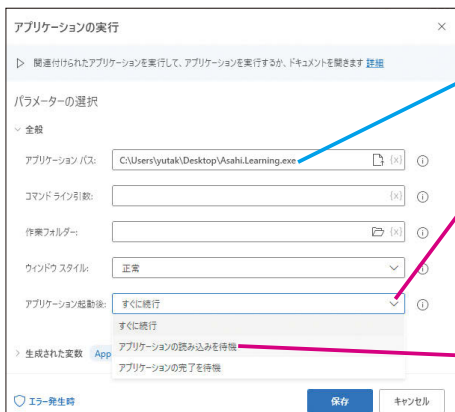 アプリケーションの実行
関連付けられたアプリケーションを実行して、アプリケーションを実行するか、ドキュメントを開きます 詳細
パラメーターの選択
全般
アプリケーション パス:
C:\Users\yutak\Desktop\Asahi.Learning.exe
{x}
コマンド ライン引数:
{x}
作業フォルダー:
{x}
ウィンドウ スタイル:
正常
アプリケーション起動後:
すぐに続行
すぐに続行
アプリケーションの読み込みを待機
アプリケーションの完了を待機
生成された変数
App
エラー発生時
保存
キャンセル